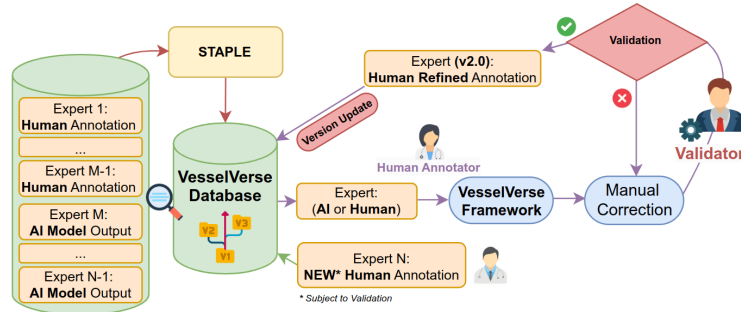 STAPLE
Expert 1:
Human Annotation
...
Expert M-1:
Human Annotation
Expert M:
AI Model Output
...
Expert N-1:
AI Model Output
VesselVerse
Database
V2
V3
V1
Expert (v2.0):
Human Refined Annotation
Version Update
Human Annotator
Expert:
(AI or Human)
VesselVerse
Framework
Manual
Correction
Validation
Validator
Expert N:
NEW* Human Annotation
* Subject to Validation